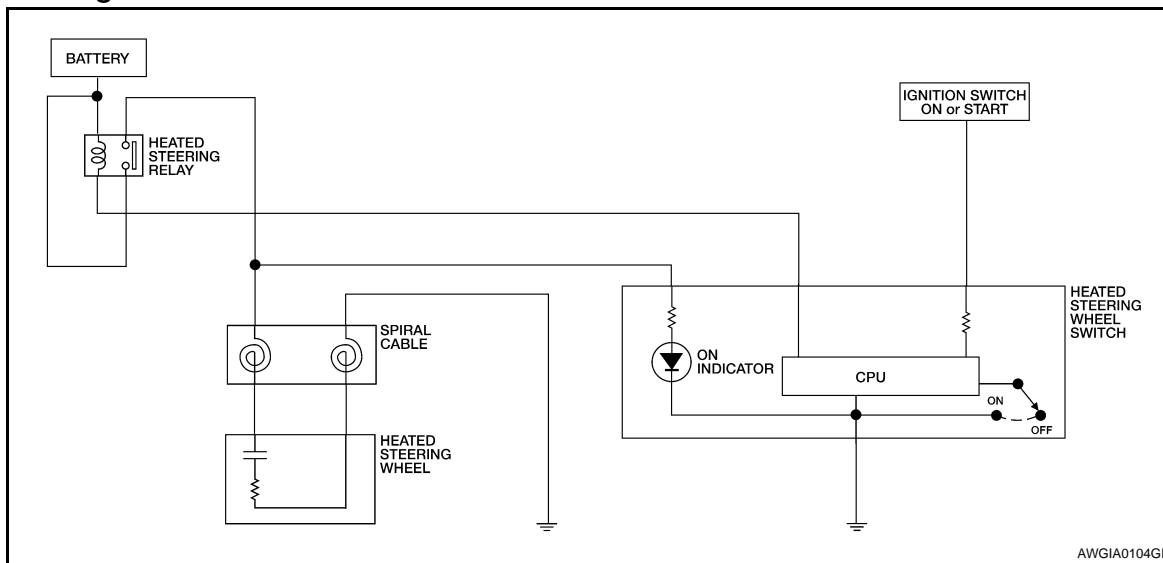 BATTERY
IGNITION SWITCH
ON or START
HEATED
STEERING
RELAY
HEATED
STEERING
WHEEL
SWITCH
SPIRAL
CABLE
ON
INDICATOR
CPU
ON
OFF
HEATED
STEERING
WHEEL